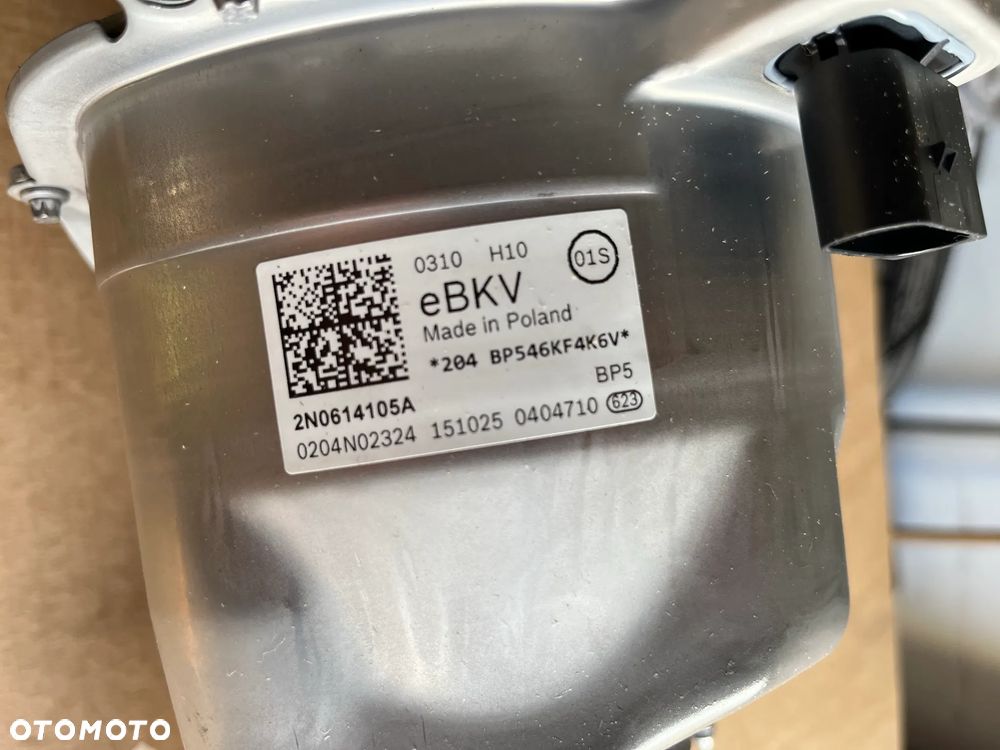 0310 H10
01S
eBKV
Made in Poland
*204 BP546KF4K6V*
BP5
2N0614105A
0204N02324 151025 0404710 623
OTOMOTO